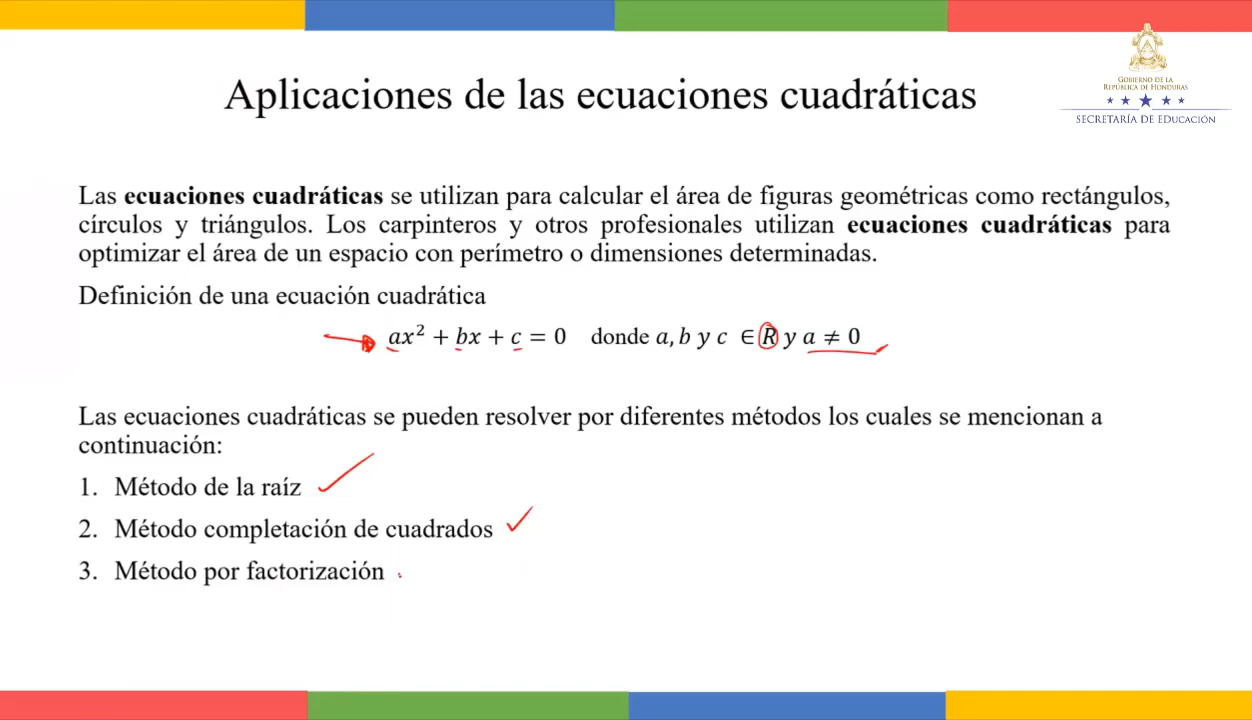 Aplicaciones de las ecuaciones cuadráticas
GOBIERNO DE LA
REPÚBLICA DE HONDURAS
SECRETARÍA DE EDUCACIÓN
Las ecuaciones cuadráticas se utilizan para calcular el área de figuras geométricas como rectángulos,
círculos y triángulos. Los carpinteros y otros profesionales utilizan ecuaciones cuadráticas para
optimizar el área de un espacio con perímetro o dimensiones determinadas.
Definición de una ecuación cuadrática
ax² + bx + c = 0 donde a, b y c ∈ R y a ≠ 0
Las ecuaciones cuadráticas se pueden resolver por diferentes métodos los cuales se mencionan a
continuación:
1. Método de la raíz
2. Método completación de cuadrados
3. Método por factorización